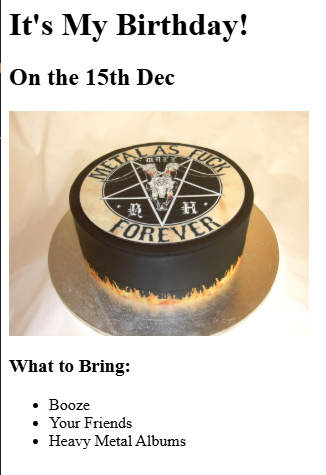 It's My Birthday!
On the 15th Dec
METAL AS FUCK
B H
FOREVER
What to Bring:
Booze
Your Friends
Heavy Metal Albums